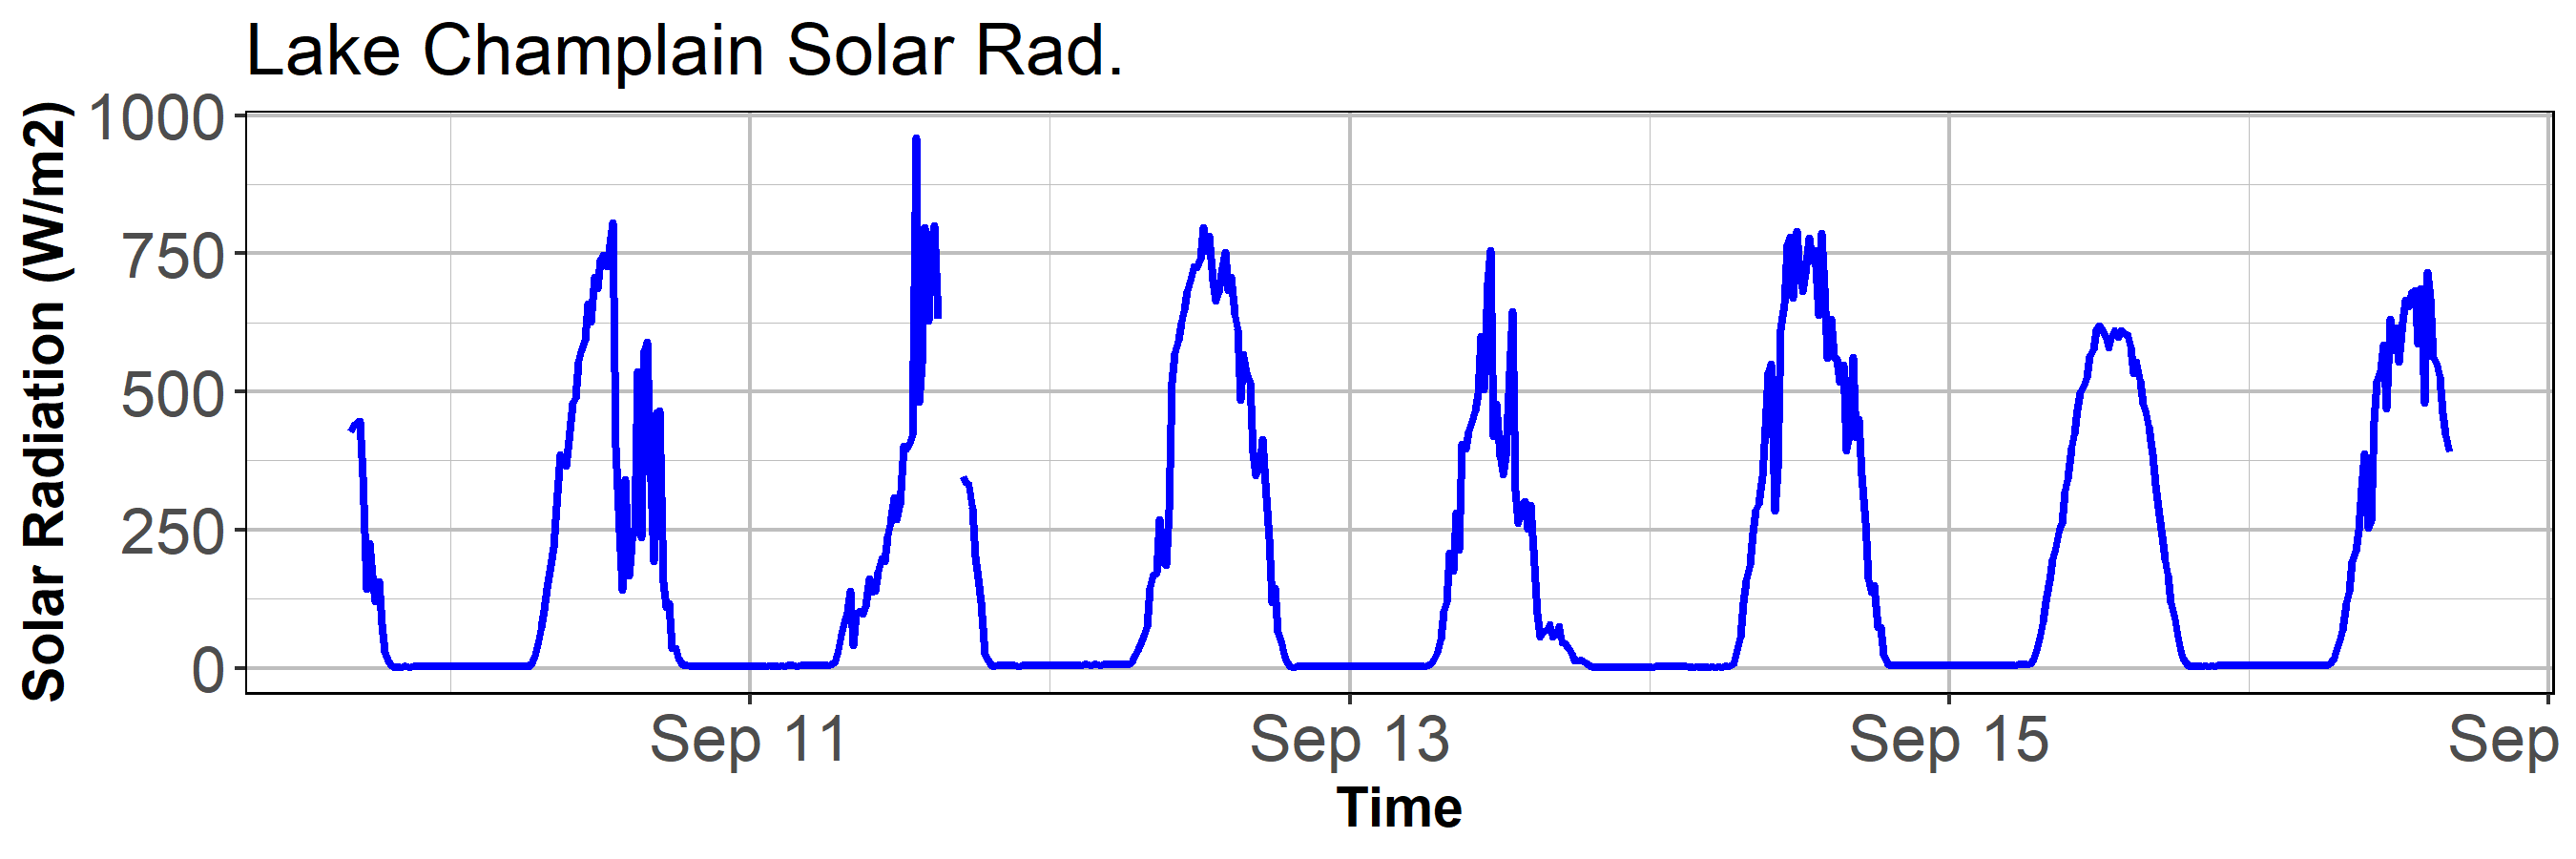 Lake Champlain Solar Rad.
Solar Radiation (W/m2)
1000
750
500
250
0
Sep 11
Sep 13
Sep 15
Sep
Time